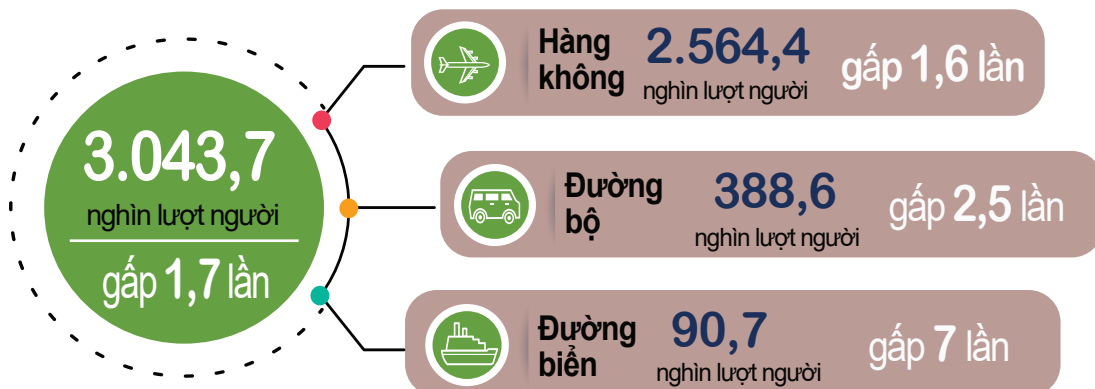 3.043,7
nghìn lượt người
gấp 1,7 lần
Hàng
không
2.564,4
nghìn lượt người
gấp 1,6 lần
Đường
bộ
388,6
nghìn lượt người
gấp 2,5 lần
Đường
biển
90,7
nghìn lượt người
gấp 7 lần